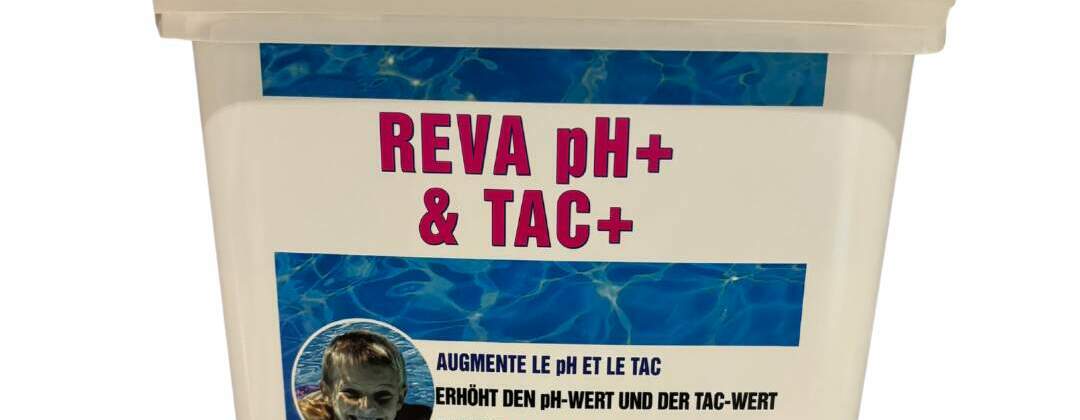 REVA pH+
& TAC+
AUGMENTE LE pH ET LE TAC
ERHÖHT DEN pH-WERT UND DER TAC-WERT